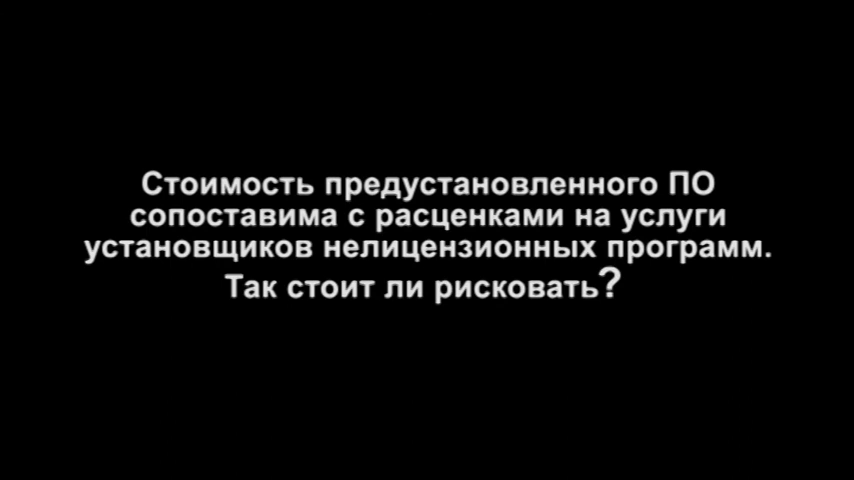 Стоимость предустановленного ПО
сопоставима с расценками на услуги
установщиков нелицензионных программ.
Так стоит ли рисковать?